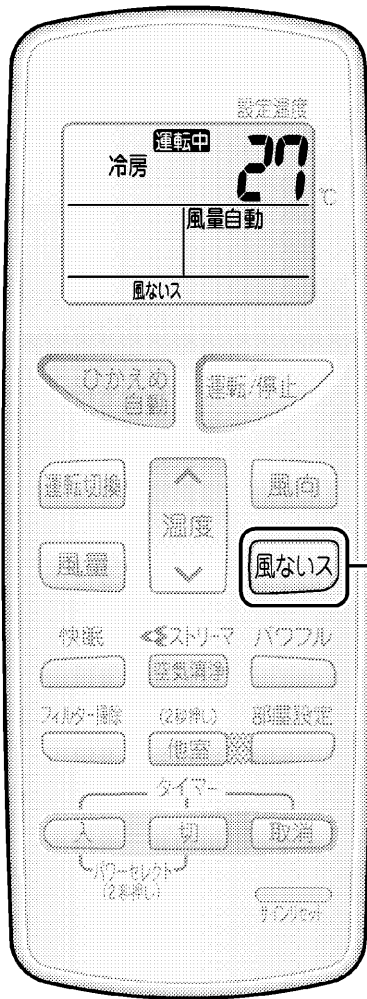 設定温度
運転中
冷房
27
℃
風量自動
風ないス
ひかえめ
自動
運転/停止
運転切換
温度
風向
風量
風ないス
快眠
ストリーマ
パワフル
空気清浄
フィルター掃除
(2秒押し)
部屋設定
他室
タイマー
入
切
取消
パワーセレクト
(2秒押し)
サインリセット